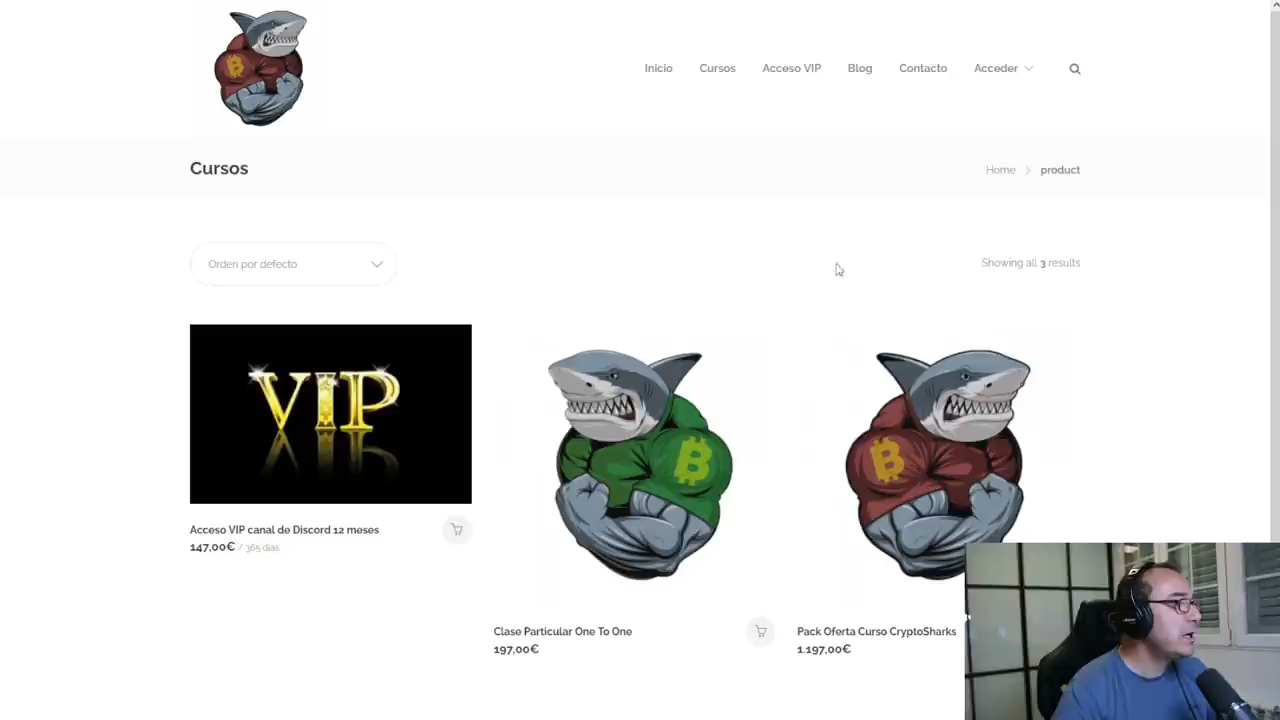 Inicio
Cursos
Acceso VIP
Blog
Contacto
Acceder
Cursos
Home
product
Orden por defecto
Showing all 3 results
VIP
Acceso VIP canal de Discord 12 meses
147,00€ / 365 días
Clase Particular One To One
197,00€
Pack Oferta Curso CryptoSharks
1.197,00€